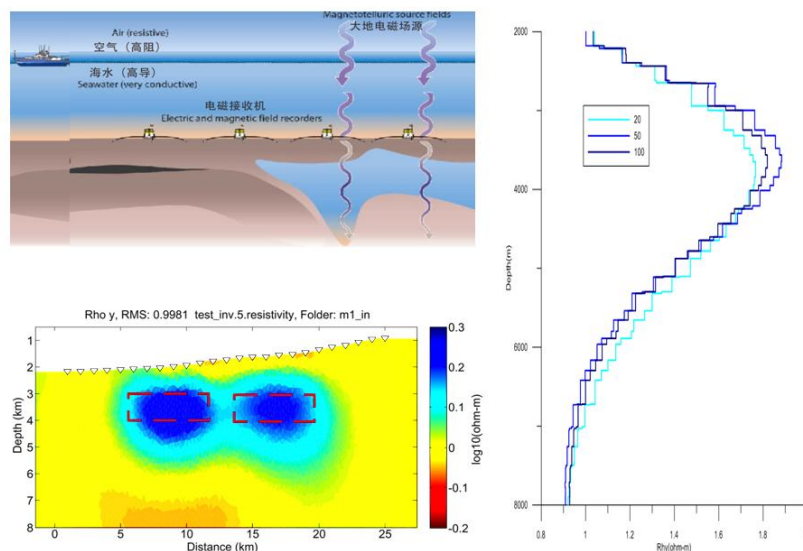 Magnetotelluric source fields
大地电磁场源
Air (resistive)
空气（高阻）
海水（高导）
Seawater (very conductive)
电磁接收机
Electric and magnetic field recorders
Rho y, RMS: 0.9981 test_inv.5.resistivity, Folder: m1_in
Depth (km)
1
2
3
4
5
6
7
8
0
5
10
15
20
25
Distance (km)
0.3
0.2
0.1
0
-0.1
-0.2
log10(ohm-m)
2000
4000
6000
8000
Depth(m)
20
50
100
0.8
1
1.2
1.4
1.6
1.8
Rhy(ohm-m)